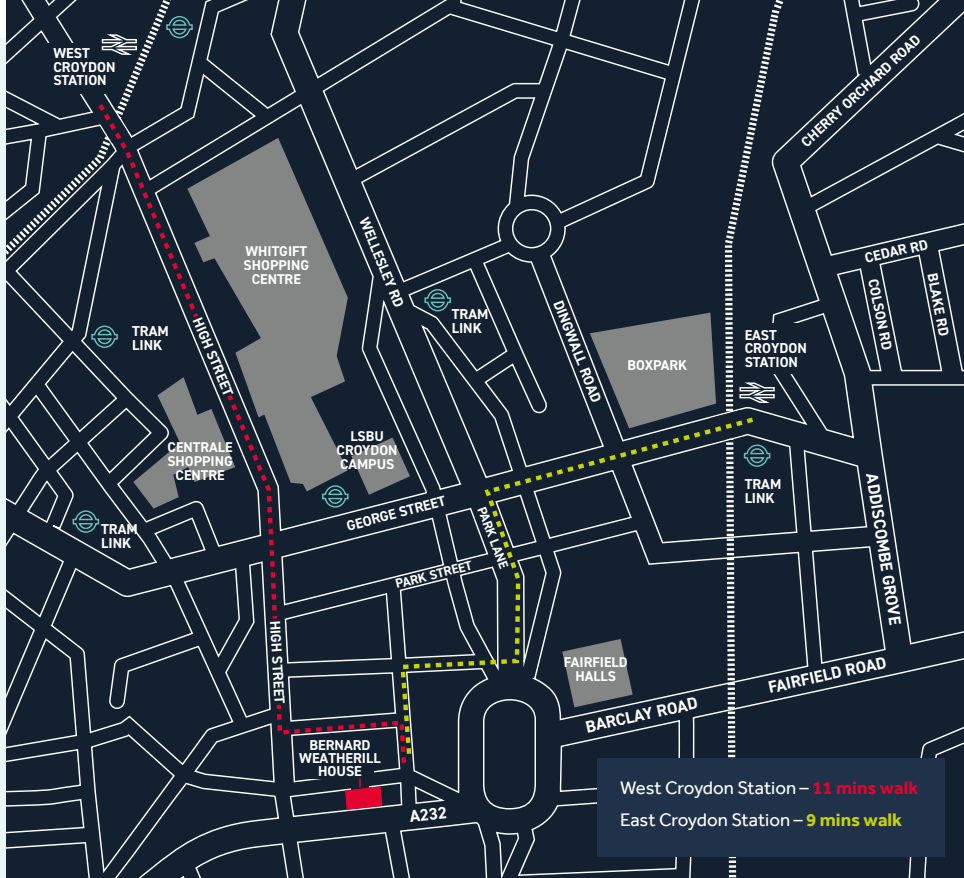 WEST
CROYDON
STATION
CHERRY ORCHARD ROAD
WHITGIFT
SHOPPING
CENTRE
WELLESLEY RD
CEDAR RD
COLSON RD
BLAKE RD
TRAM
LINK
TRAM
LINK
HIGH STREET
DINGWALL ROAD
BOXPARK
EAST
CROYDON
STATION
CENTRALE
SHOPPING
CENTRE
LSBU
CROYDON
CAMPUS
TRAM
LINK
GEORGE STREET
PARK LANE
TRAM
LINK
ADDISCOMBE GROVE
PARK STREET
HIGH STREET
FAIRFIELD
HALLS
FAIRFIELD ROAD
BARCLAY ROAD
BERNARD
WEATHERILL
HOUSE
A232
West Croydon Station – 11 mins walk
East Croydon Station – 9 mins walk